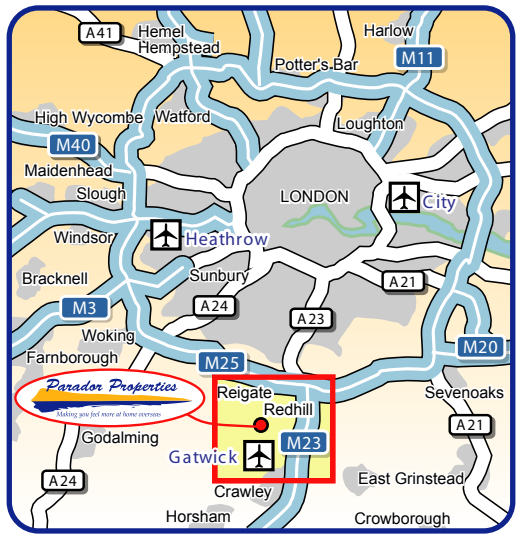 A41
Hemel
Hempstead
Harlow
M11
Potter's Bar
High Wycombe
Watford
Loughton
M40
Maidenhead
Slough
LONDON
City
Windsor
Heathrow
Bracknell
Sunbury
A21
M3
A24
A23
Woking
Farnborough
M25
M20
Parador Properties
Making you feel more at home overseas
Reigate
Redhill
Sevenoaks
A21
Godalming
M23
Gatwick
A24
Crawley
East Grinstead
Horsham
Crowborough